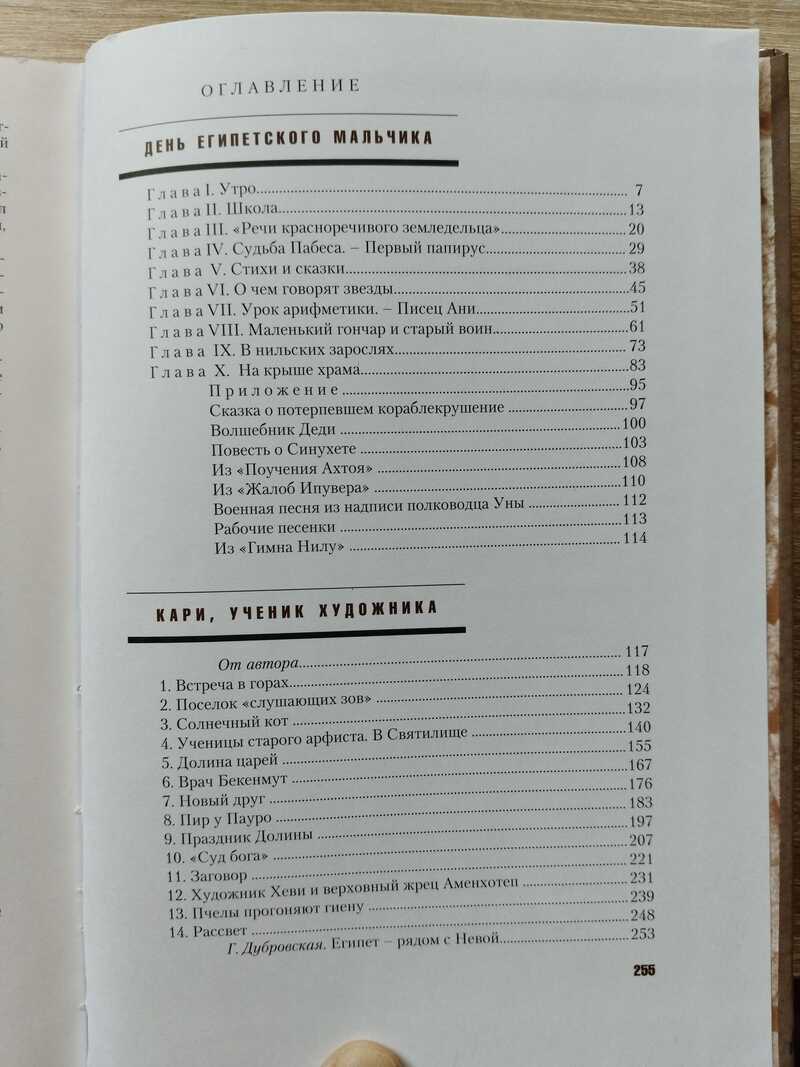 ОГЛАВЛЕНИЕ
ДЕНЬ ЕГИПЕТСКОГО МАЛЬЧИКА
Глава I. Утро.......... 7
Глава II. Школа..........13
Глава III. «Речи красноречивого земледельца»..........20
Глава IV. Судьба Пабеса. – Первый папирус..........29
Глава V. Стихи и сказки..........38
Глава VI. О чем говорят звезды..........45
Глава VII. Урок арифметики. – Писец Ани..........51
Глава VIII. Маленький гончар и старый воин..........61
Глава IX. В нильских зарослях.......... 73
Глава X. На крыше храма..........83
Приложение..........95
Сказка о потерпевшем кораблекрушение..........97
Волшебник Деди..........100
Повесть о Синухете..........103
Из «Поучения Ахтоя»..........108
Из «Жалоб Ипувера»..........110
Военная песня из надписи полководца Уны..........112
Рабочие песенки..........113
Из «Гимна Нилу»..........114
КАРИ, УЧЕНИК ХУДОЖНИКА
От автора..........117
1. Встреча в горах..........118
2. Поселок «слушающих зов»..........124
3. Солнечный кот..........132
4. Ученицы старого арфиста. В Святилище..........140
5. Долина царей..........155
6. Врач Бекенмут..........167
7. Новый друг..........176
8. Пир у Пауро..........183
9. Праздник Долины..........197
10. «Суд бога»..........207
11. Заговор..........221
12. Художник Хеви и верховный жрец Аменхотеп..........231
13. Пчелы прогоняют гиену..........239
14. Рассвет..........248
Г. Дубровская. Египет – рядом с Невой..........253
255